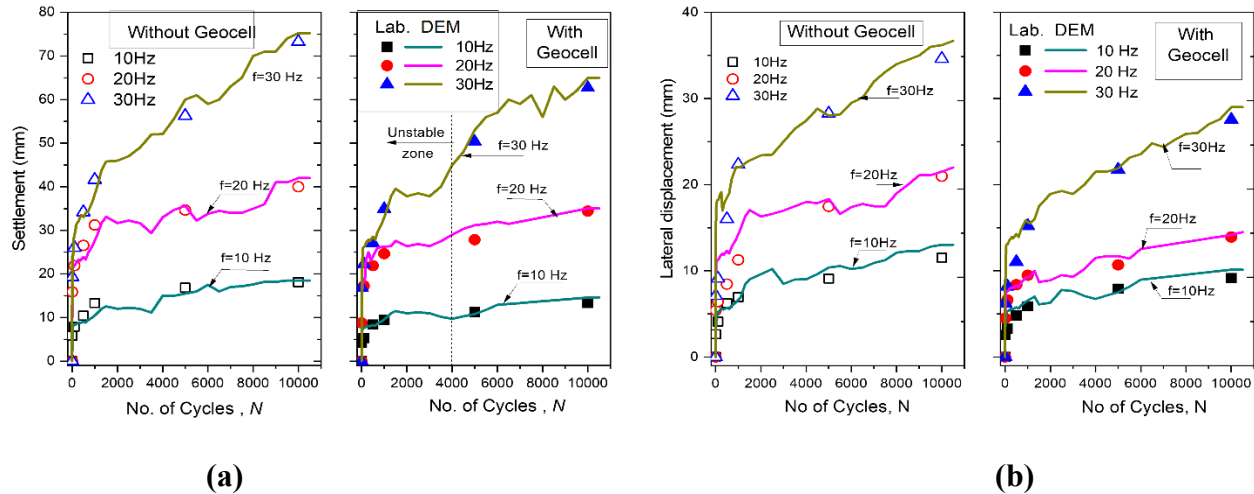 Without Geocell
10Hz
20Hz
30Hz
f=30 Hz
f=20 Hz
f=10 Hz
Settlement (mm)
80
70
60
50
40
30
20
10
0
0 2000 4000 6000 8000 10000
No. of Cycles , N
Lab. DEM
10Hz
20Hz
30Hz
With
Geocell
Unstable
zone
f=30 Hz
f=20 Hz
f=10 Hz
0 2000 4000 6000 8000 10000
No. of Cycles , N
(a)
Without Geocell
10Hz
20Hz
30Hz
f=30Hz
f=20Hz
f=10Hz
Lateral displacement (mm)
40
30
20
10
0
0 2000 4000 6000 8000 10000
No of Cycles, N
Lab. DEM
10 Hz
20 Hz
30 Hz
With
Geocell
f=30Hz
f=20Hz
f=10Hz
0 2000 4000 6000 8000 10000
No of Cycles, N
(b)